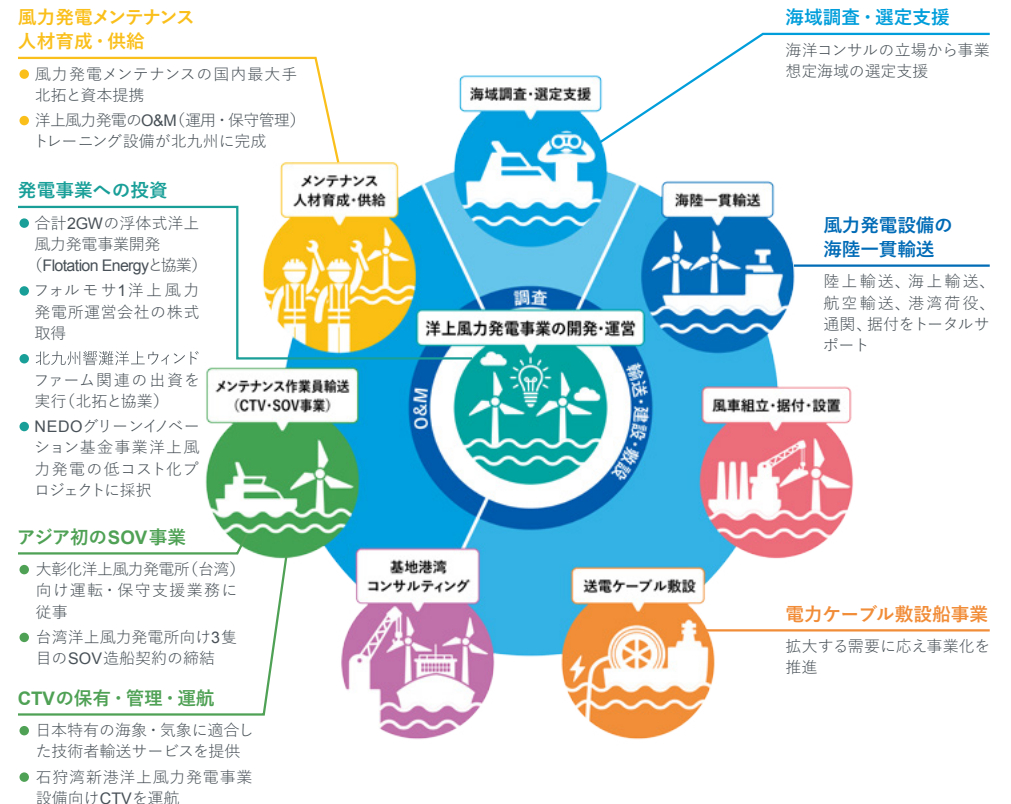 風力発電メンテナンス
人材育成・供給
● 風力発電メンテナンスの国内最大手
北拓と資本提携
● 洋上風力発電のO&M（運用・保守管理）
トレーニング設備が北九州に完成
発電事業への投資
● 合計2GWの浮体式洋上
風力発電事業開発
（Flotation Energyと協業）
● フォルモサ1洋上風力
発電所運営会社の株式
取得
● 北九州響灘洋上ウィンド
ファーム関連の出資を
実行（北拓と協業）
● NEDOグリーンイノベー
ション基金事業洋上風
力発電の低コスト化プ
ロジェクトに採択
アジア初のSOV事業
● 大彰化洋上風力発電所（台湾）
向け運転・保守支援業務に
従事
● 台湾洋上風力発電所向け3隻
目のSOV造船契約の締結
CTVの保有・管理・運航
● 日本特有の海象・気象に適合し
た技術者輸送サービスを提供
● 石狩湾新港洋上風力発電事業
設備向けCTVを運航
海域調査・選定支援
メンテナンス
人材育成・供給
海陸一貫輸送
調査
洋上風力発電事業の開発・運営
O&M
輸送・建設・敷設
メンテナンス作業員輸送
（CTV・SOV事業）
風車組立・据付・設置
基地港湾
コンサルティング
送電ケーブル敷設
海域調査・選定支援
海洋コンサルの立場から事業
想定海域の選定支援
風力発電設備の
海陸一貫輸送
陸上輸送、海上輸送、
航空輸送、港湾荷役、
通関、据付をトータルサ
ポート
電力ケーブル敷設船事業
拡大する需要に応え事業化を
推進